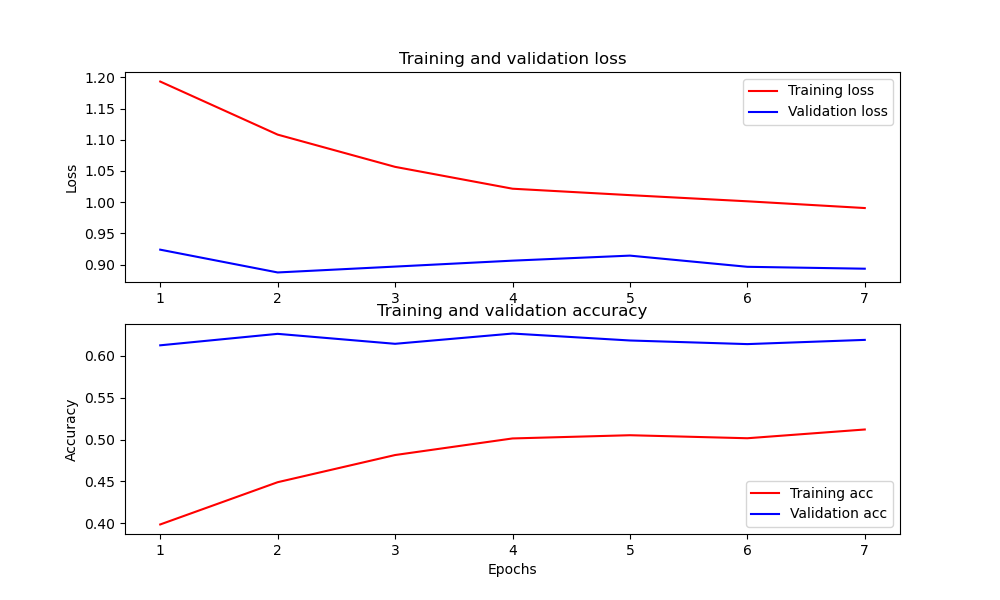 Training and validation loss
1.20
1.15
1.10
1.05
1.00
0.95
0.90
Loss
Training loss
Validation loss
1 2 3 4 5 6 7
Training and validation accuracy
0.60
0.55
0.50
0.45
0.40
Accuracy
Training acc
Validation acc
1 2 3 4 5 6 7
Epochs